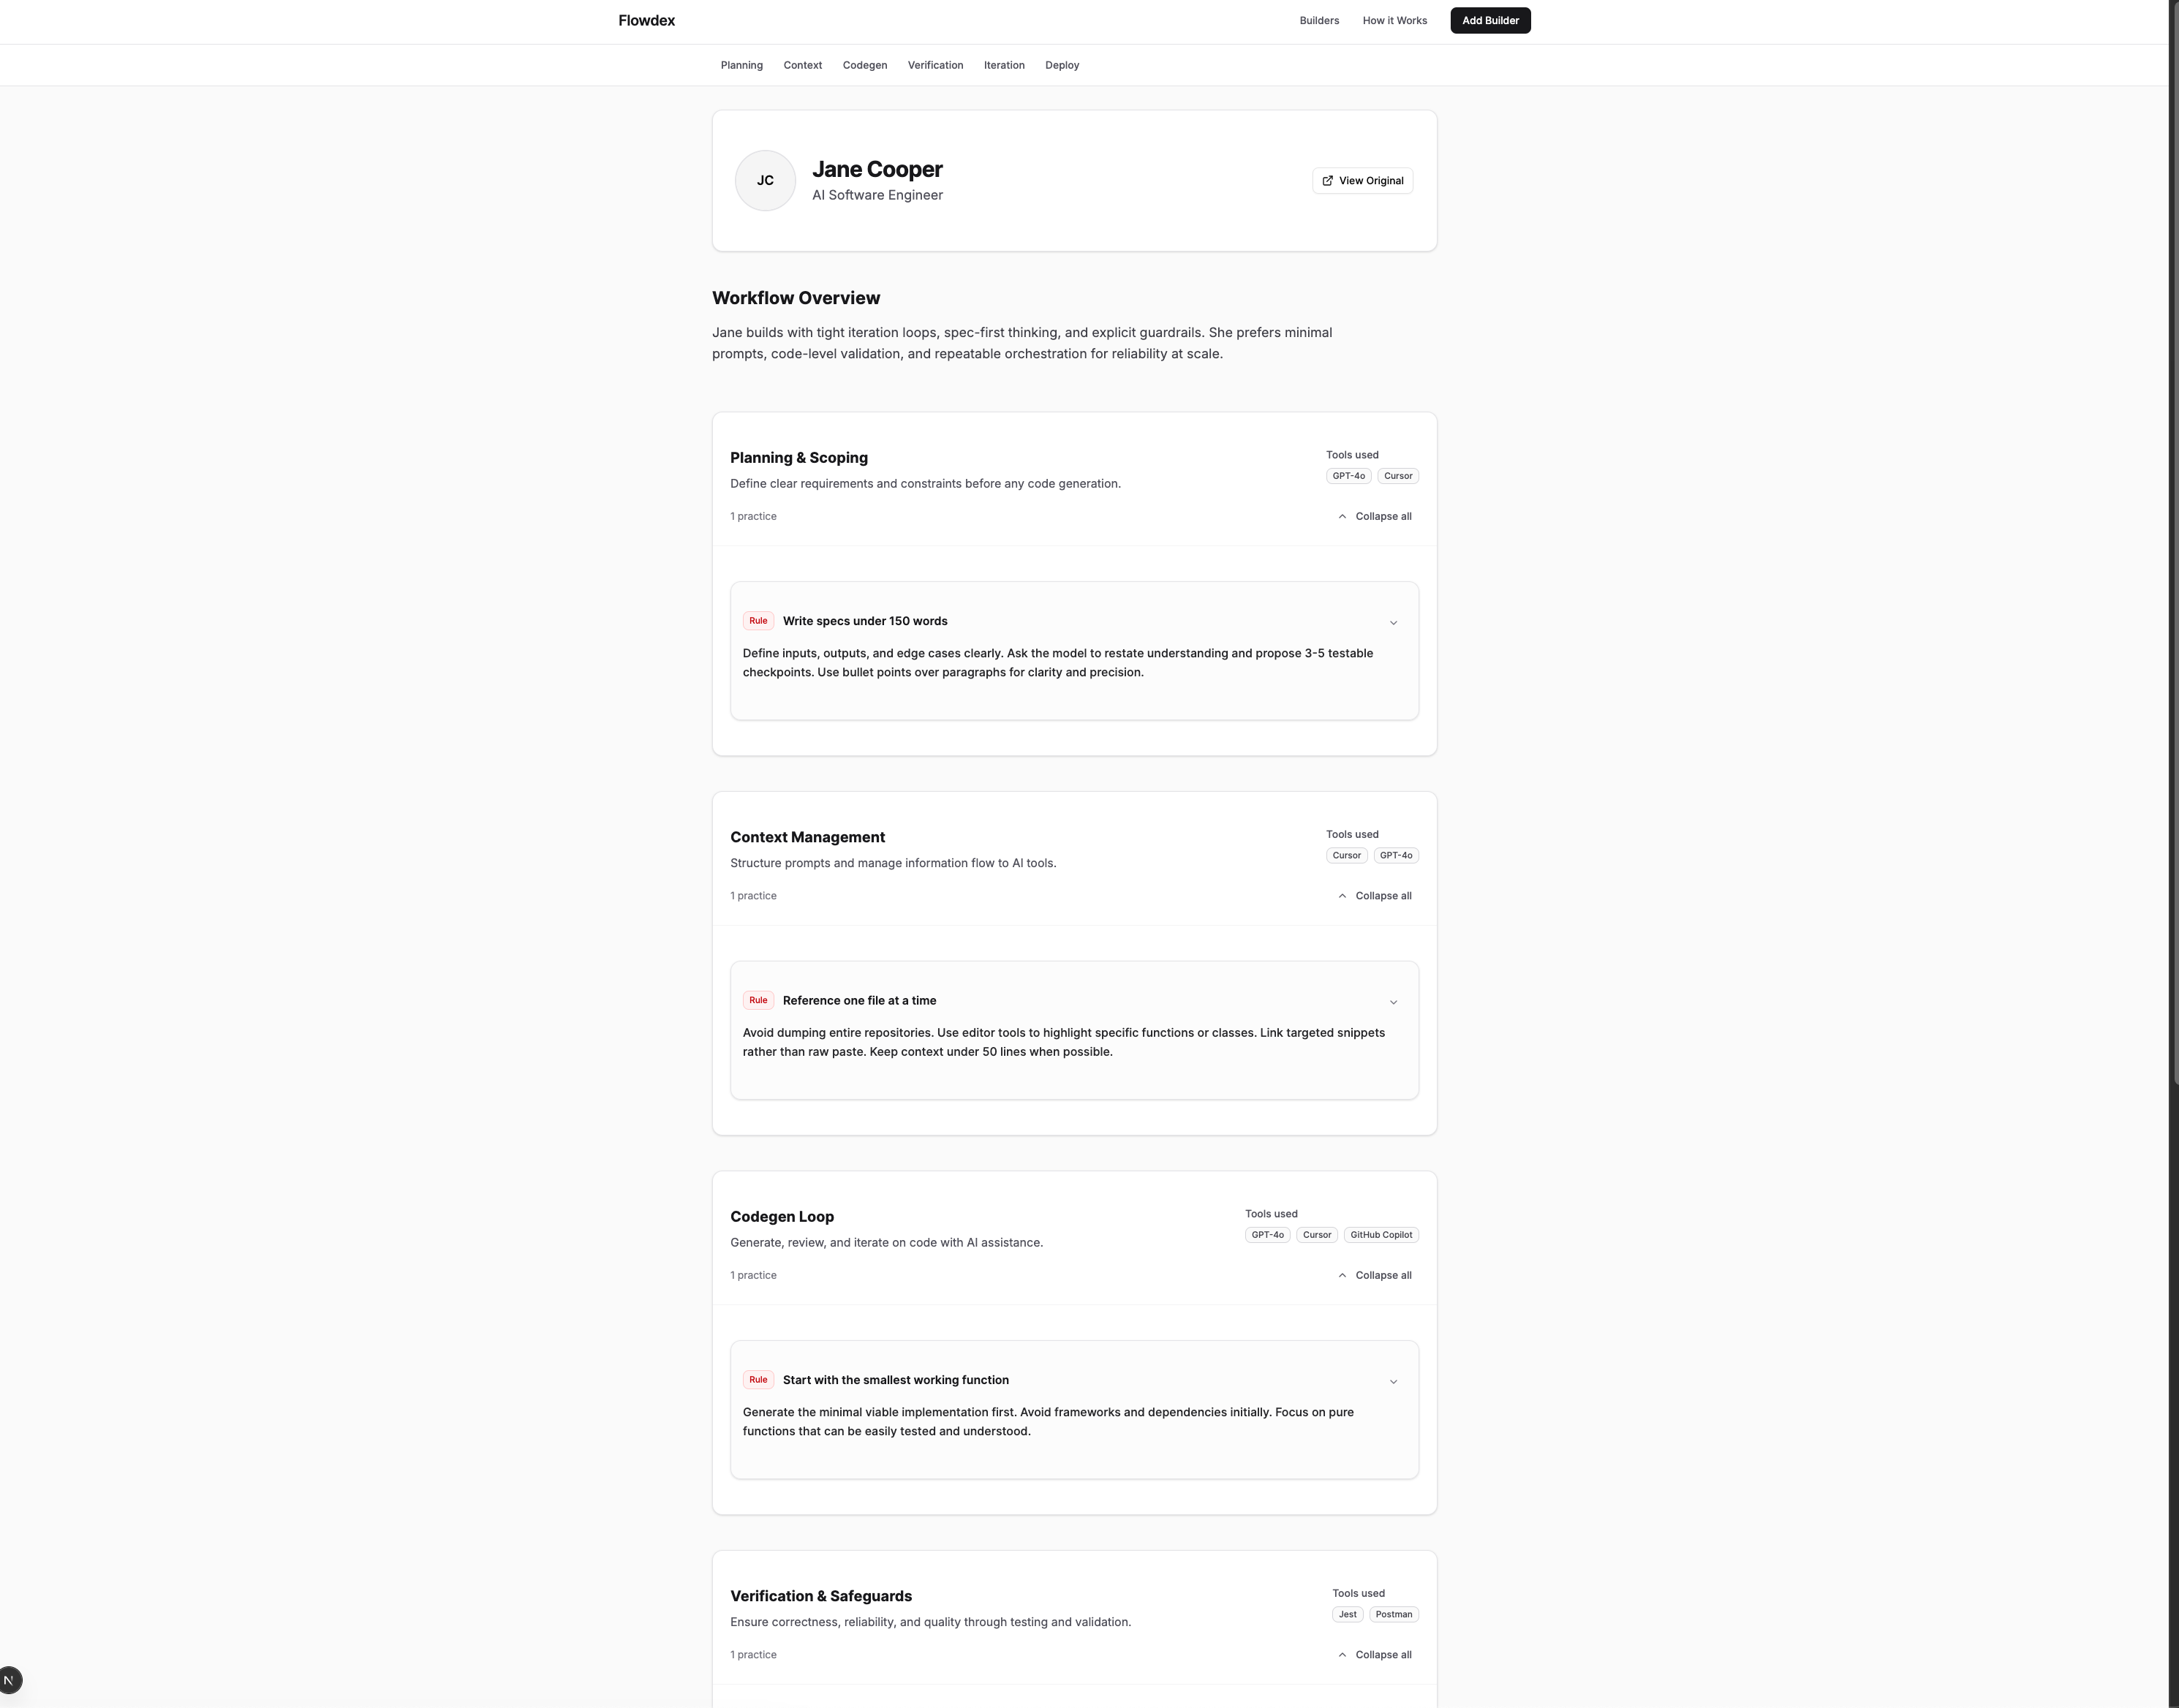 Flowdex
Builders
How it Works
Add Builder
Planning
Context
Codegen
Verification
Iteration
Deploy
JC
Jane Cooper
AI Software Engineer
View Original
Workflow Overview
Jane builds with tight iteration loops, spec-first thinking, and explicit guardrails. She prefers minimal
prompts, code-level validation, and repeatable orchestration for reliability at scale.
Planning & Scoping
Define clear requirements and constraints before any code generation.
Tools used
GPT-4o
Cursor
1 practice
Collapse all
Rule
Write specs under 150 words
Define inputs, outputs, and edge cases clearly. Ask the model to restate understanding and propose 3-5 testable
checkpoints. Use bullet points over paragraphs for clarity and precision.
Context Management
Structure prompts and manage information flow to AI tools.
Tools used
Cursor
GPT-4o
1 practice
Collapse all
Rule
Reference one file at a time
Avoid dumping entire repositories. Use editor tools to highlight specific functions or classes. Link targeted snippets
rather than raw paste. Keep context under 50 lines when possible.
Codegen Loop
Generate, review, and iterate on code with AI assistance.
Tools used
GPT-4o
Cursor
GitHub Copilot
1 practice
Collapse all
Rule
Start with the smallest working function
Generate the minimal viable implementation first. Avoid frameworks and dependencies initially. Focus on pure
functions that can be easily tested and understood.
Verification & Safeguards
Ensure correctness, reliability, and quality through testing and validation.
Tools used
Jest
Postman
1 practice
Collapse all
N